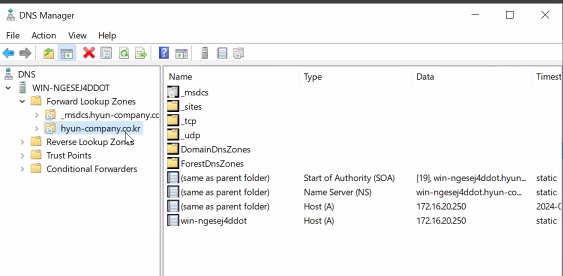 DNS Manager
File Action View Help
DNS
WIN-NGESEJ4DDOT
Forward Lookup Zones
_msdcs.hyun-company.cc
hyun-company.co.kr
Reverse Lookup Zones
Trust Points
Conditional Forwarders
Name Type Data Timest
_msdcs
_sites
_tcp
_udp
DomainDnsZones
ForestDnsZones
(same as parent folder) Start of Authority (SOA) [19], win-ngesej4ddot.hyun... static
(same as parent folder) Name Server (NS) win-ngesej4ddot.hyun-co... static
(same as parent folder) Host (A) 172.16.20.250 2024-0
win-ngesej4ddot Host (A) 172.16.20.250 static